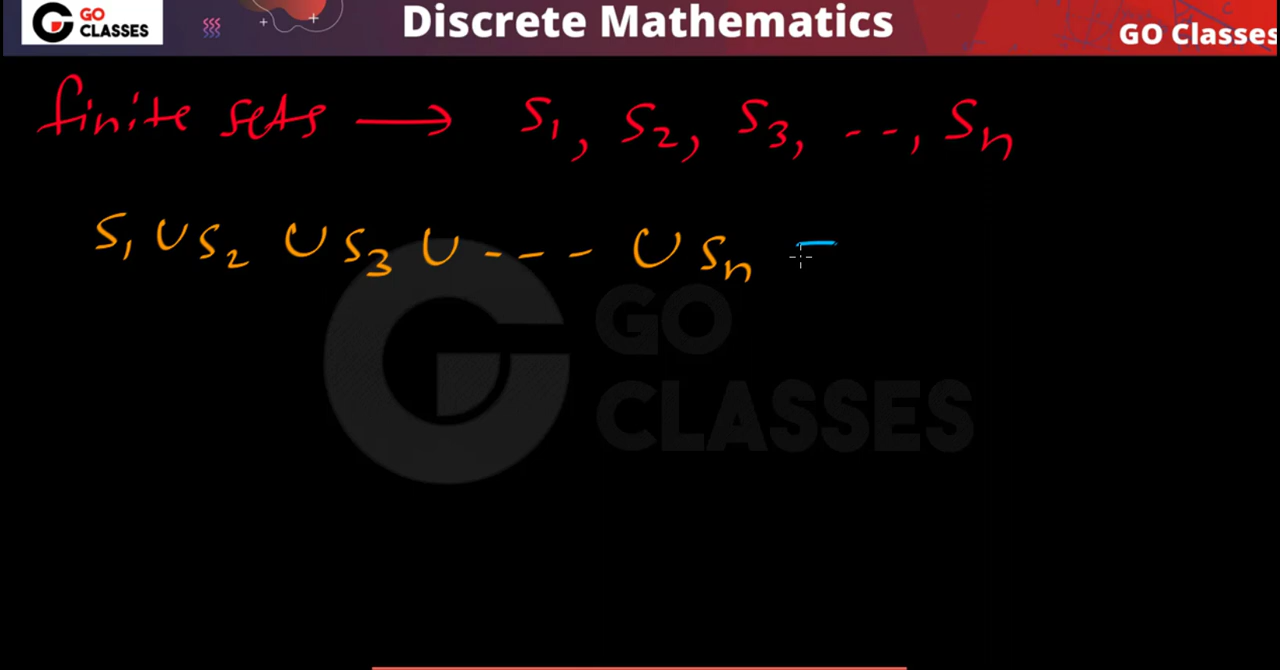 GO CLASSES
Discrete Mathematics
GO Classes
finite sets → S₁, S₂, S₃, --, Sₙ
S₁ ∪ S₂ ∪ S₃ ∪ --- ∪ Sₙ
GO
CLASSES